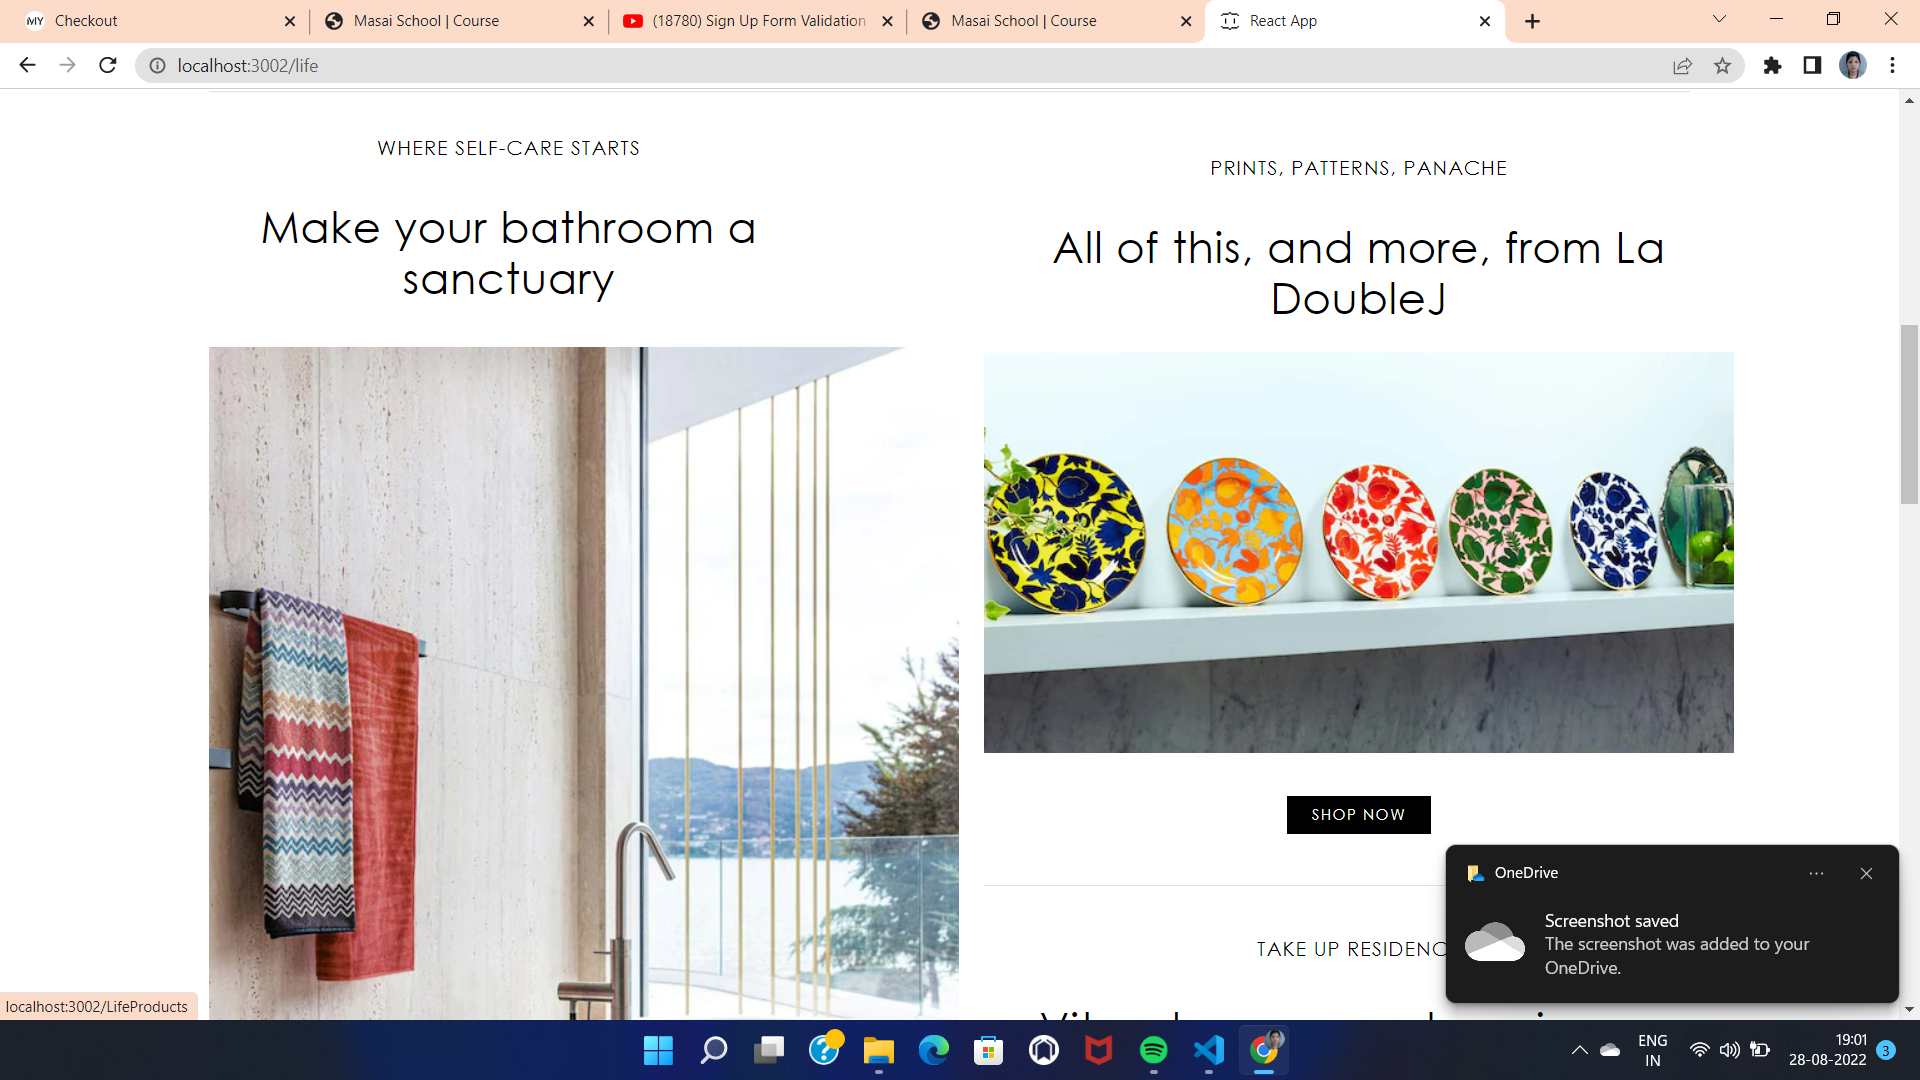 MY Checkout
Masai School | Course
(18780) Sign Up Form Validation
Masai School | Course
React App
localhost:3002/life
WHERE SELF-CARE STARTS
Make your bathroom a
sanctuary
PRINTS, PATTERNS, PANACHE
All of this, and more, from La
DoubleJ
SHOP NOW
TAKE UP RESIDENC
OneDrive
Screenshot saved
The screenshot was added to your
OneDrive.
localhost:3002/LifeProducts
ENG
IN
19:01
28-08-2022
3